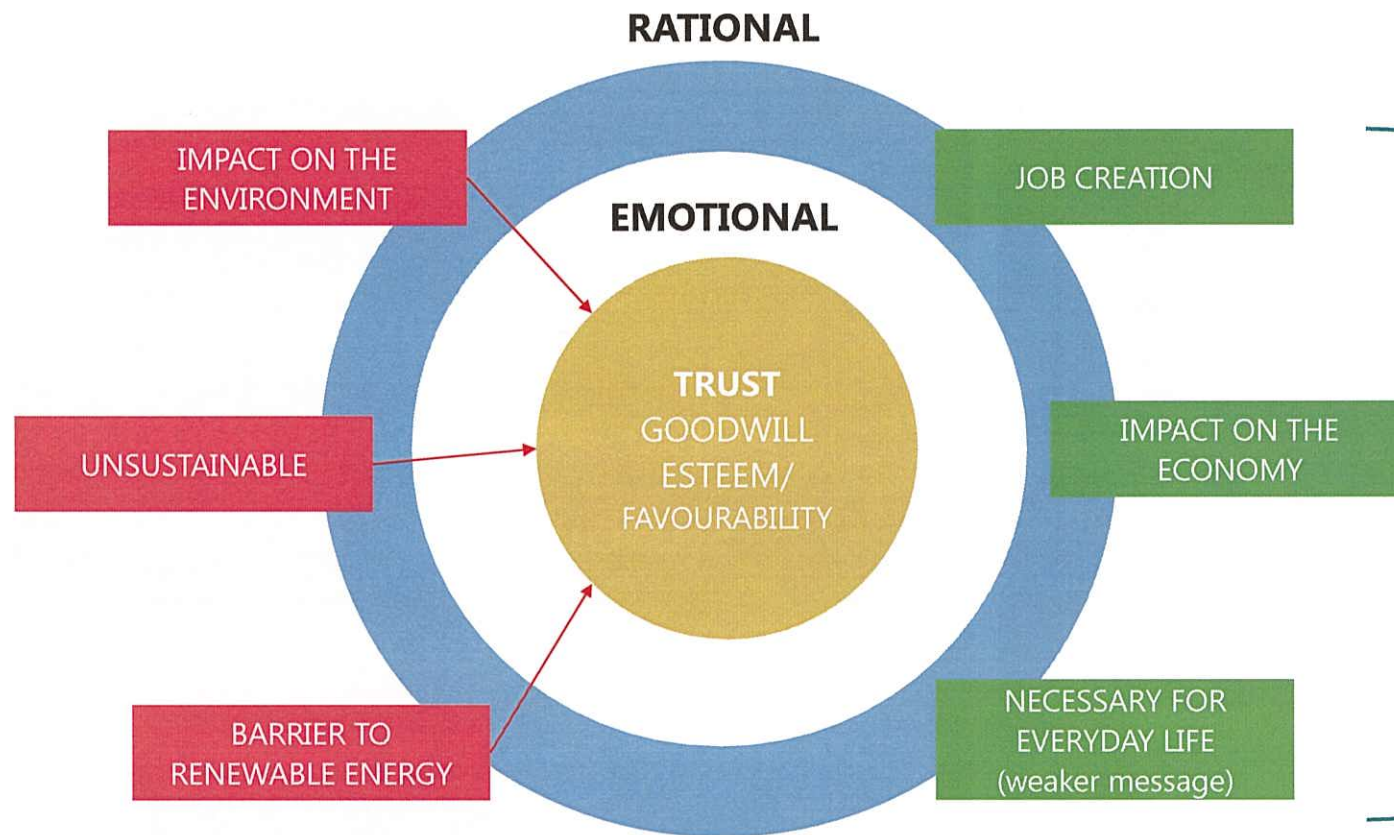 RATIONAL
IMPACT ON THE
ENVIRONMENT
JOB CREATION
EMOTIONAL
TRUST
GOODWILL
ESTEEM/
FAVOURABILITY
UNSUSTAINABLE
IMPACT ON THE
ECONOMY
BARRIER TO
RENEWABLE ENERGY
NECESSARY FOR
EVERYDAY LIFE
(weaker message)